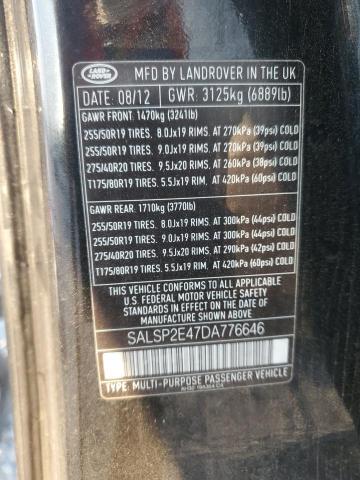 LAND
ROVER
MFD BY LANDROVER IN THE UK
DATE: 08/12 GWR: 3125kg (6889lb)
GAWR FRONT: 1470kg (3241lb)
255/50R19 TIRES. 8.0Jx19 RIMS. AT 270kPa (39psi) COLD
255/50R19 TIRES. 9.0Jx19 RIMS. AT 270kPa (39psi) COLD
275/40R20 TIRES. 9.5Jx20 RIMS. AT 260kPa (38psi) COLD
T175/80R19 TIRES. 5.5Jx19 RIM. AT 420kPa (60psi) COLD
GAWR REAR: 1710kg (3770lb)
255/50R19 TIRES. 8.0Jx19 RIMS. AT 300kPa (44psi) COLD
255/50R19 TIRES. 9.0Jx19 RIMS. AT 300kPa (44psi) COLD
275/40R20 TIRES. 9.5Jx20 RIMS. AT 290kPa (42psi) COLD
T175/80R19 TIRES. 5.5Jx19 RIM. AT 420kPa (60psi) COLD
THIS VEHICLE CONFORMS TO ALL APPLICABLE
FEDERAL MOTOR VEHICLE SAFETY AND THEFT PREVENTION
STANDARDS IN EFFECT ON THE DATE
OF MANUFACTURE SHOWN ABOVE
SALSP2E47DA776646
TYPE: MULTI-PURPOSE PASSENGER VEHICLE